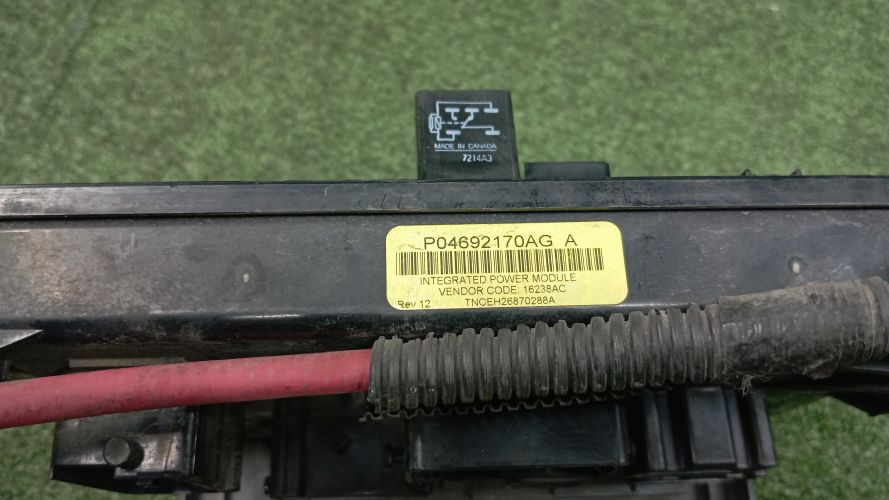 MADE IN CANADA
7214A3
P04692170AG A
INTEGRATED POWER MODULE
VENDOR CODE: 16238AC
Rev 12 TNCEH26870288A